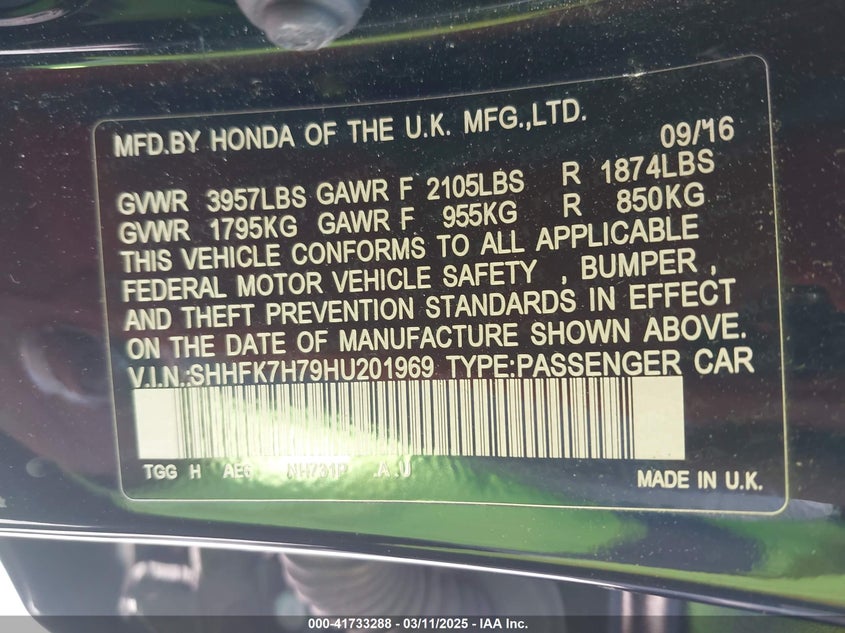 MFD.BY HONDA OF THE U.K. MFG.,LTD. 09/16
GVWR 3957LBS GAWR F 2105LBS R 1874LBS
GVWR 1795KG GAWR F 955KG R 850KG
THIS VEHICLE CONFORMS TO ALL APPLICABLE
FEDERAL MOTOR VEHICLE SAFETY , BUMPER ,
AND THEFT PREVENTION STANDARDS IN EFFECT
ON THE DATE OF MANUFACTURE SHOWN ABOVE.
V.I.N.:SHHFK7H79HU201969 TYPE:PASSENGER CAR
TGG H NH731P
MADE IN U.K.
000-41733288 - 03/11/2025 - IAA Inc.